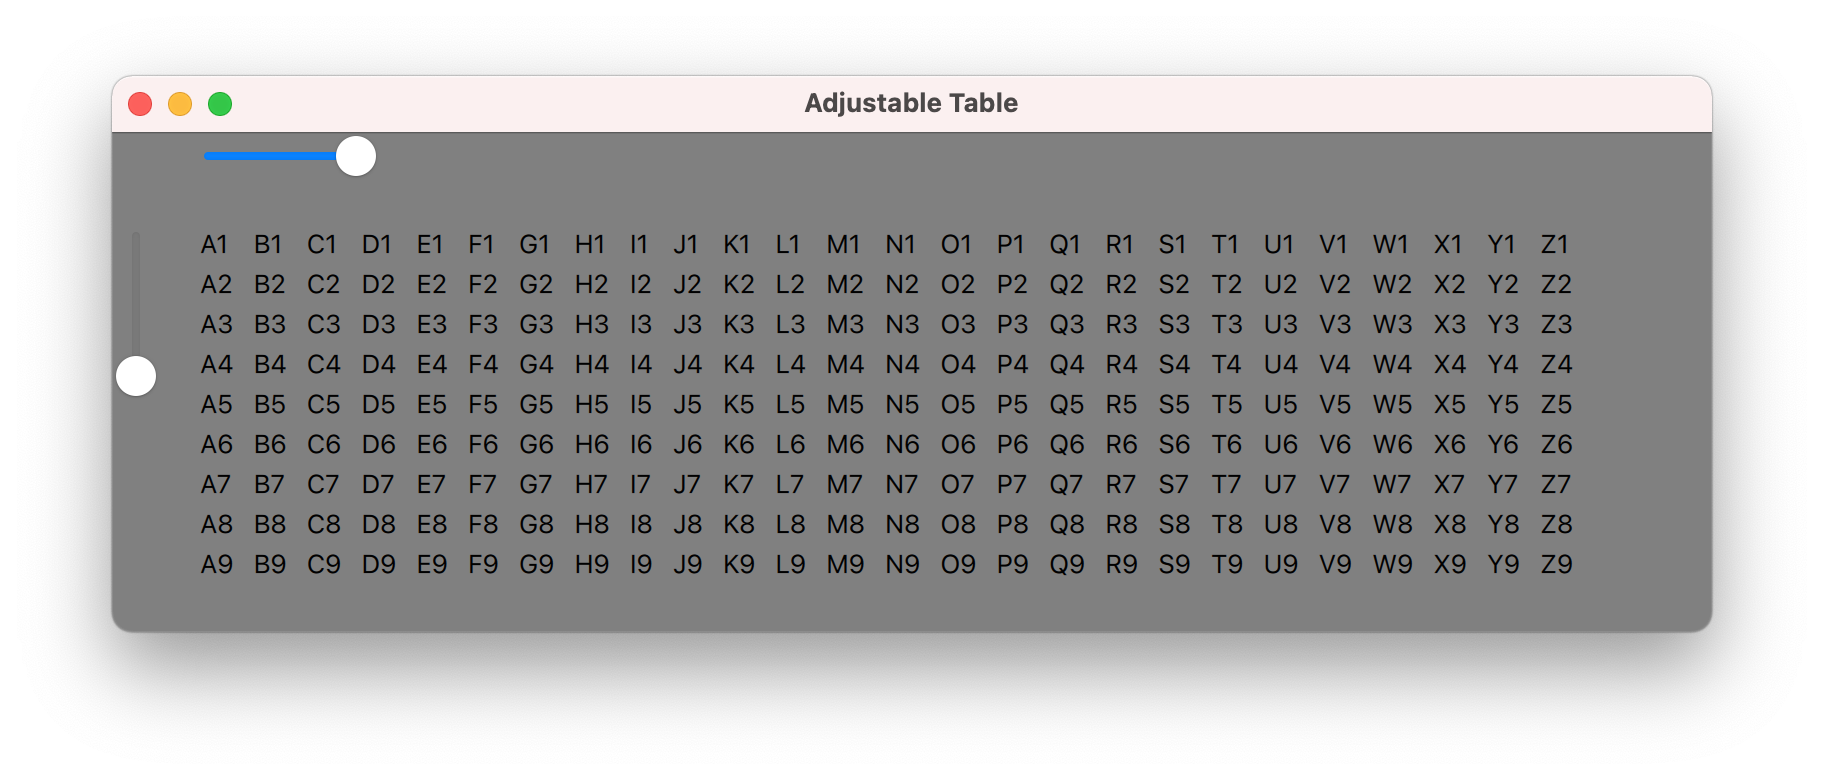 Adjustable Table
A1 B1 C1 D1 E1 F1 G1 H1 I1 J1 K1 L1 M1 N1 O1 P1 Q1 R1 S1 T1 U1 V1 W1 X1 Y1 Z1
A2 B2 C2 D2 E2 F2 G2 H2 I2 J2 K2 L2 M2 N2 O2 P2 Q2 R2 S2 T2 U2 V2 W2 X2 Y2 Z2
A3 B3 C3 D3 E3 F3 G3 H3 I3 J3 K3 L3 M3 N3 O3 P3 Q3 R3 S3 T3 U3 V3 W3 X3 Y3 Z3
A4 B4 C4 D4 E4 F4 G4 H4 I4 J4 K4 L4 M4 N4 O4 P4 Q4 R4 S4 T4 U4 V4 W4 X4 Y4 Z4
A5 B5 C5 D5 E5 F5 G5 H5 I5 J5 K5 L5 M5 N5 O5 P5 Q5 R5 S5 T5 U5 V5 W5 X5 Y5 Z5
A6 B6 C6 D6 E6 F6 G6 H6 I6 J6 K6 L6 M6 N6 O6 P6 Q6 R6 S6 T6 U6 V6 W6 X6 Y6 Z6
A7 B7 C7 D7 E7 F7 G7 H7 I7 J7 K7 L7 M7 N7 O7 P7 Q7 R7 S7 T7 U7 V7 W7 X7 Y7 Z7
A8 B8 C8 D8 E8 F8 G8 H8 I8 J8 K8 L8 M8 N8 O8 P8 Q8 R8 S8 T8 U8 V8 W8 X8 Y8 Z8
A9 B9 C9 D9 E9 F9 G9 H9 I9 J9 K9 L9 M9 N9 O9 P9 Q9 R9 S9 T9 U9 V9 W9 X9 Y9 Z9